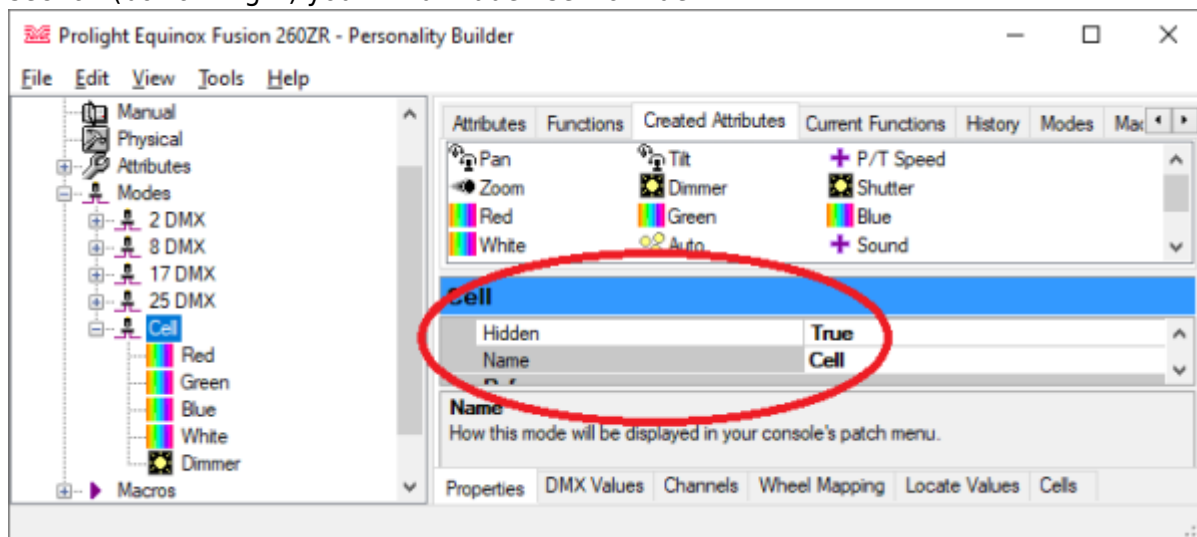 Prolight Equinox Fusion 260ZR - Personality Builder
File Edit View Tools Help
Manual
Physical
Attributes
Modes
2 DMX
8 DMX
17 DMX
25 DMX
Cell
Red
Green
Blue
White
Dimmer
Macros
Attributes Functions Created Attributes Current Functions History Modes Mac
Pan Tilt P/T Speed
Zoom Dimmer Shutter
Red Green Blue
White Auto Sound
Cell
Hidden True
Name Cell
Name
How this mode will be displayed in your console's patch menu.
Properties DMX Values Channels Wheel Mapping Locate Values Cells